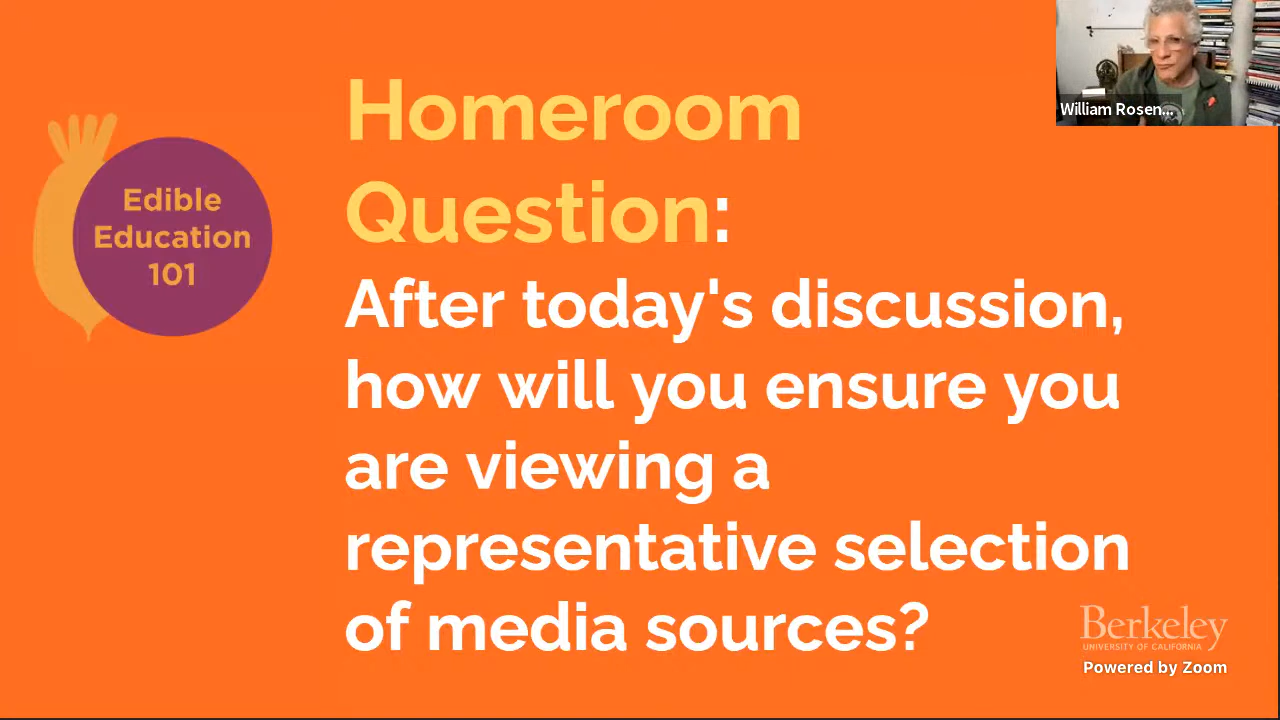 William Rosen...
Homeroom
Question:
Edible
Education
101
After today's discussion,
how will you ensure you
are viewing a
representative selection
of media sources?
Berkeley
UNIVERSITY OF CALIFORNIA
Powered by Zoom